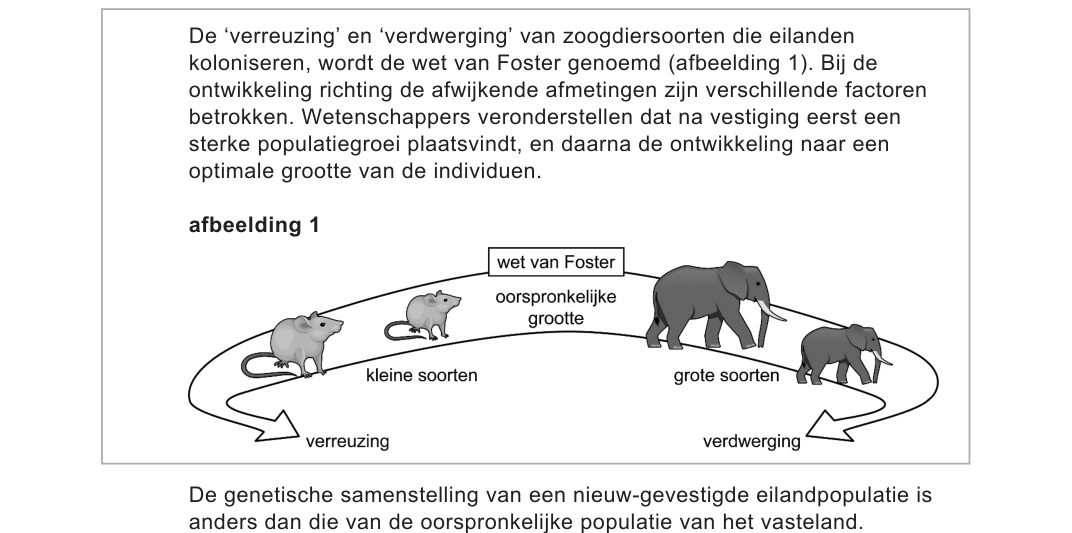 De ‘verreuzing’ en ‘verdwerging’ van zoogdiersoorten die eilanden
koloniseren, wordt de wet van Foster genoemd (afbeelding 1). Bij de
ontwikkeling richting de afwijkende afmetingen zijn verschillende factoren
betrokken. Wetenschappers veronderstellen dat na vestiging eerst een
sterke populatiegroei plaatsvindt, en daarna de ontwikkeling naar een
optimale grootte van de individuen.
afbeelding 1
wet van Foster
oorspronkelijke
grootte
kleine soorten
grote soorten
verreuzing
verdwerging
De genetische samenstelling van een nieuw-gevestigde eilandpopulatie is
anders dan die van de oorspronkelijke populatie van het vasteland.